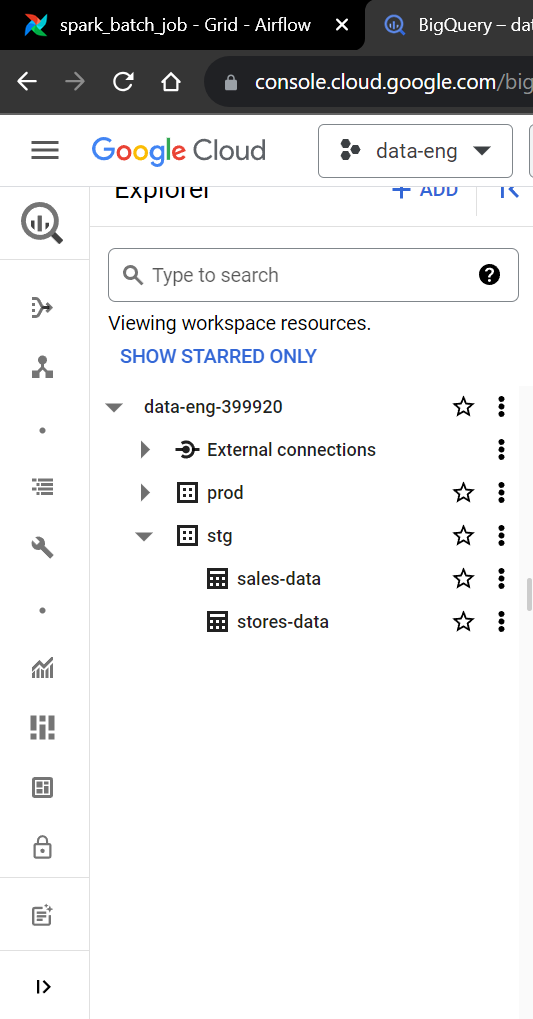 spark_batch_job - Grid - Airflow
BigQuery – dat
console.cloud.google.com/big
Google Cloud
data-eng
Explorer
ADD
Type to search
Viewing workspace resources.
SHOW STARRED ONLY
data-eng-399920
External connections
prod
stg
sales-data
stores-data